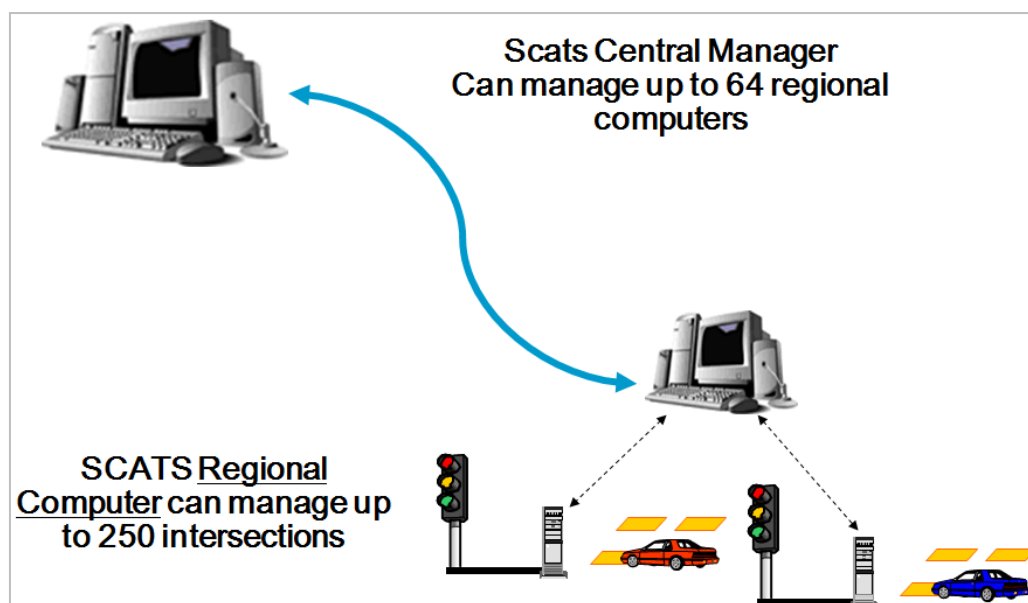 Scats Central Manager
Can manage up to 64 regional
computers
SCATS Regional
Computer can manage up
to 250 intersections